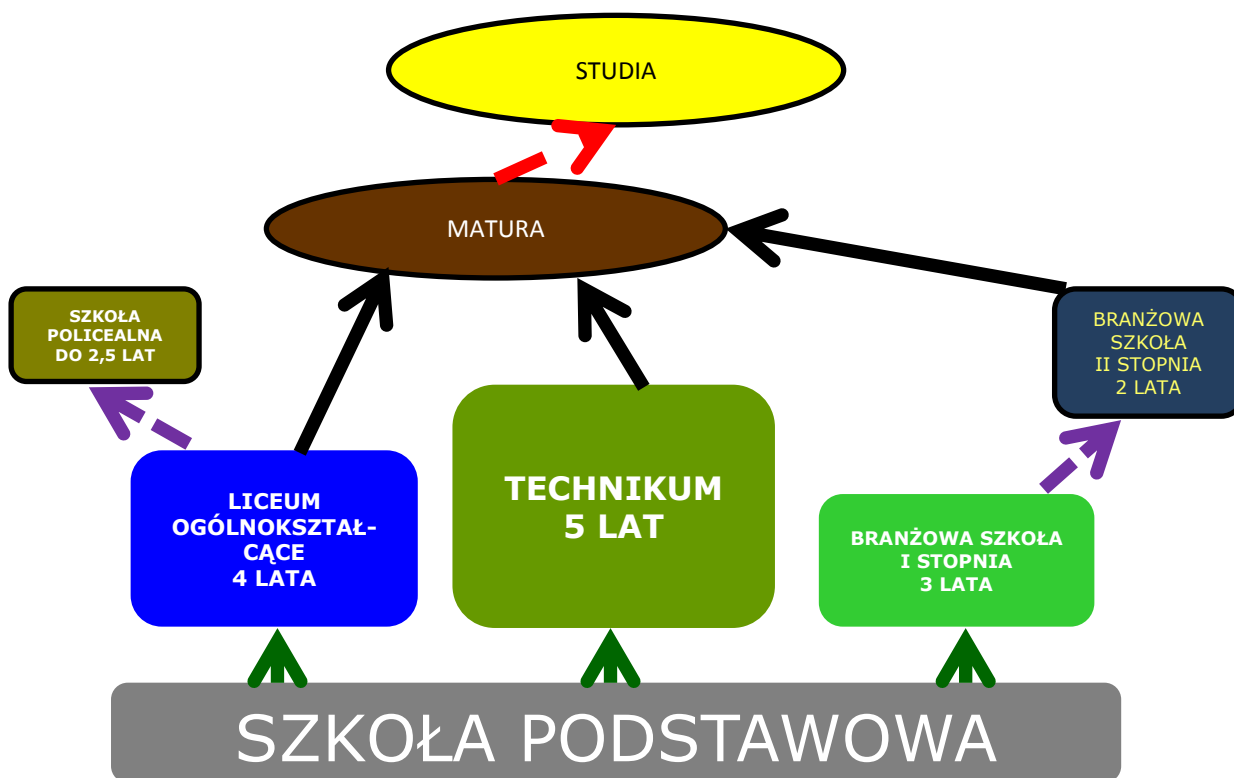 STUDIA
MATURA
SZKOŁA
POLICEALNA
DO 2,5 LAT
BRANŻOWA
SZKOŁA
II STOPNIA
2 LATA
LICEUM
OGÓLNOKSZTAŁ-
CĄCE
4 LATA
TECHNIKUM
5 LAT
BRANŻOWA SZKOŁA
I STOPNIA
3 LATA
SZKOŁA PODSTAWOWA